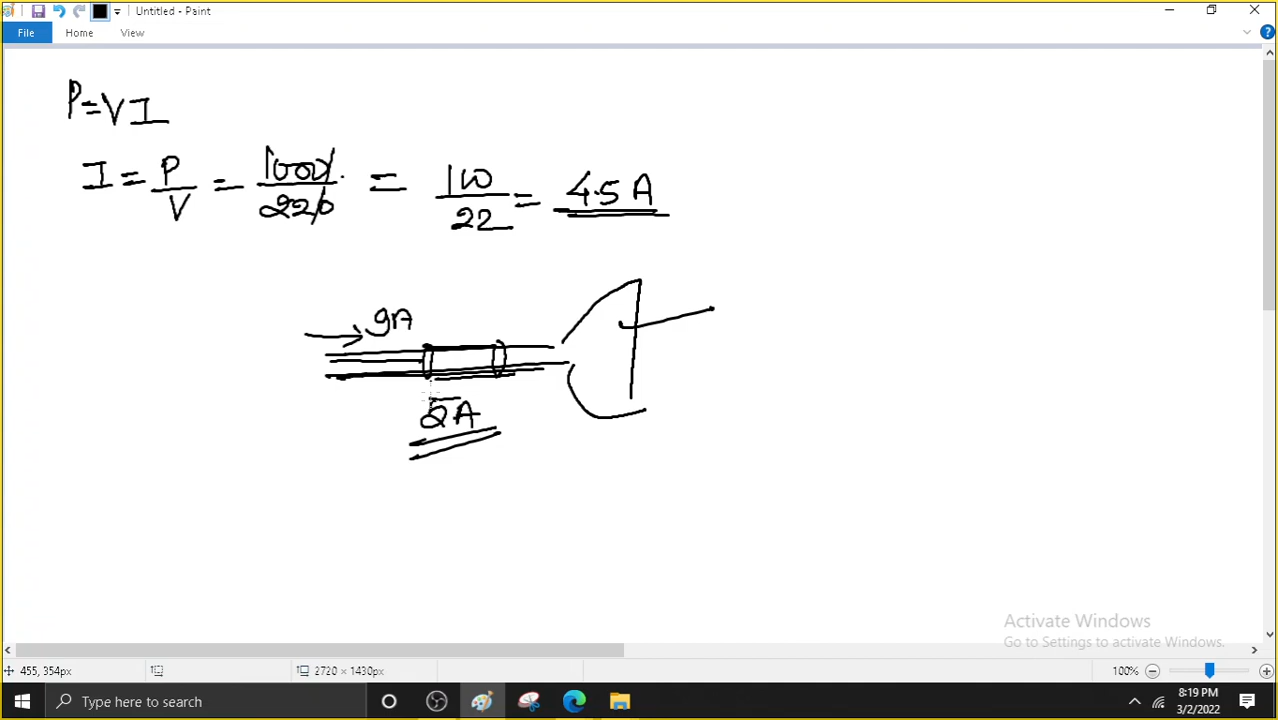 Untitled - Paint
File Home View
P=VI
I = P/V = 1000/220 = 100/22 = 4.5 A
9A
2A
Activate Windows
Go to Settings to activate Windows.
455, 354px 2720 × 1430px 100%
Type here to search 8:19 PM
3/2/2022